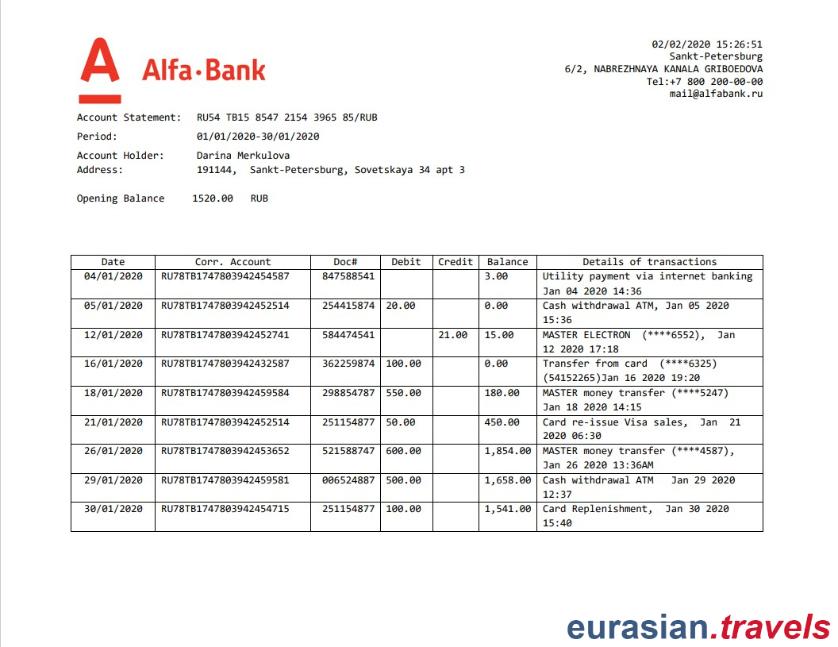 Alfa·Bank
02/02/2020 15:26:51
Sankt-Petersburg
6/2, NABREZHNAYA KANALA GRIBOEDOVA
Tel:+7 800 200-00-00
mail@alfabank.ru
Account Statement: RU54 TB15 8547 2154 3965 85/RUB
Period: 01/01/2020-30/01/2020
Account Holder: Darina Merkulova
Address: 191144, Sankt-Petersburg, Sovetskaya 34 apt 3
Opening Balance 1520.00 RUB
Date Corr. Account Doc# Debit Credit Balance Details of transactions
04/01/2020 RU78TB1747803942454587 847588541 3.00 Utility payment via internet banking
Jan 04 2020 14:36
05/01/2020 RU78TB1747803942452514 254415874 20.00 0.00 Cash withdrawal ATM, Jan 05 2020
15:36
12/01/2020 RU78TB1747803942452741 584474541 21.00 15.00 MASTER ELECTRON (****6552), Jan
12 2020 17:18
16/01/2020 RU78TB1747803942432587 362259874 100.00 0.00 Transfer from card (****6325)
(54152265)Jan 16 2020 19:20
18/01/2020 RU78TB1747803942459584 298854787 550.00 180.00 MASTER money transfer (****5247)
Jan 18 2020 14:15
21/01/2020 RU78TB1747803942452514 251154877 50.00 450.00 Card re-issue Visa sales, Jan 21
2020 06:30
26/01/2020 RU78TB1747803942453652 521588747 600.00 1,854.00 MASTER money transfer (****4587),
Jan 26 2020 13:36AM
29/01/2020 RU78TB1747803942459581 006524887 500.00 1,658.00 Cash withdrawal ATM Jan 29 2020
12:37
30/01/2020 RU78TB1747803942454715 251154877 100.00 1,541.00 Card Replenishment, Jan 30 2020
15:40
eurasian.travels